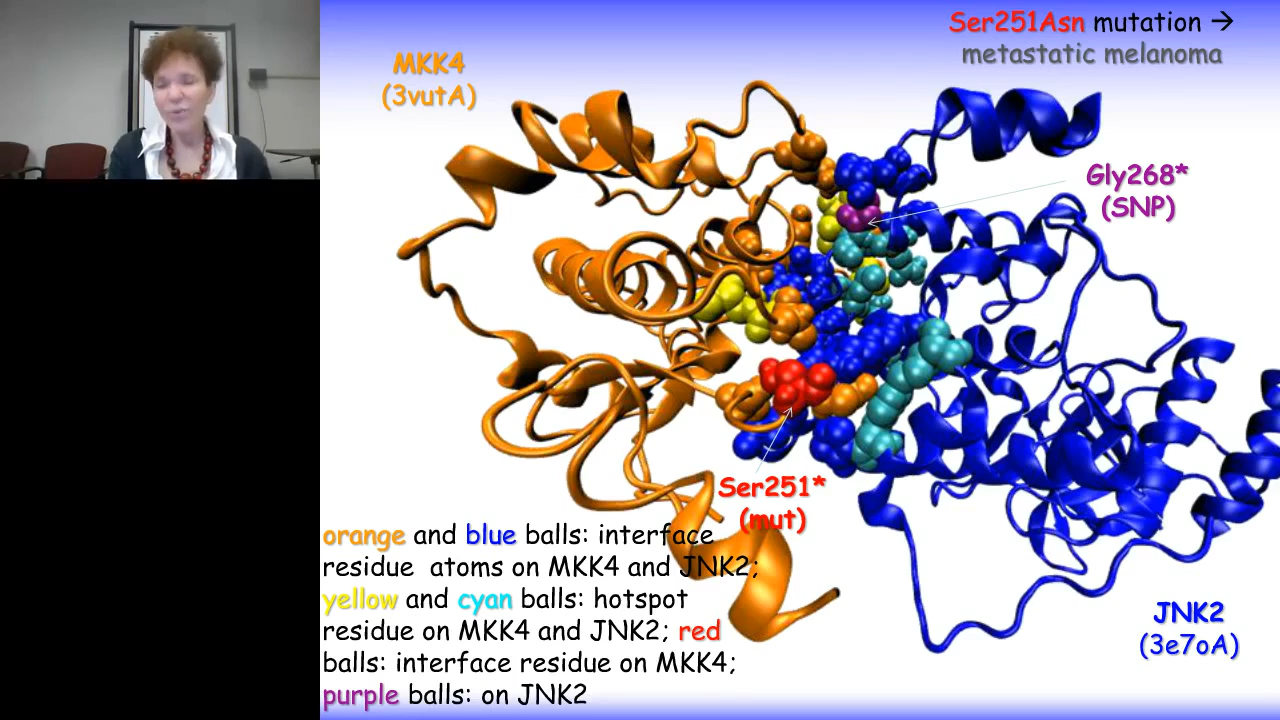 Ser251Asn mutation →
metastatic melanoma
MKK4
(3vutA)
Gly268*
(SNP)
Ser251*
(mut)
orange and blue balls: interface
residue atoms on MKK4 and JNK2;
yellow and cyan balls: hotspot
residue on MKK4 and JNK2; red
balls: interface residue on MKK4;
purple balls: on JNK2
JNK2
(3e7oA)